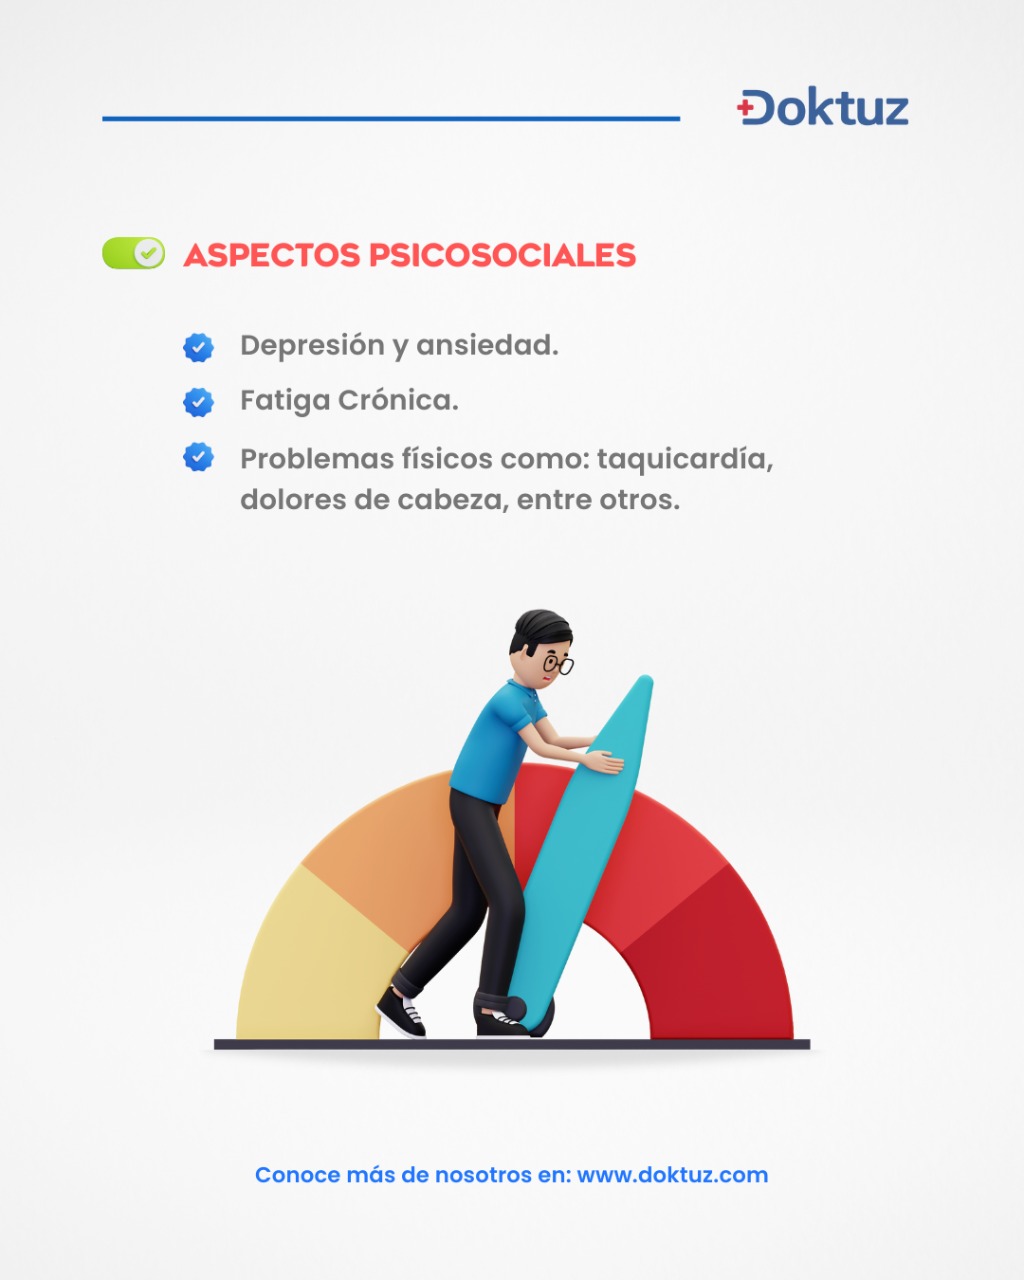 Doktuz
ASPECTOS PSICOSOCIALES
Depresión y ansiedad.
Fatiga Crónica.
Problemas físicos como: taquicardía,
dolores de cabeza, entre otros.
Conoce más de nosotros en: www.doktuz.com